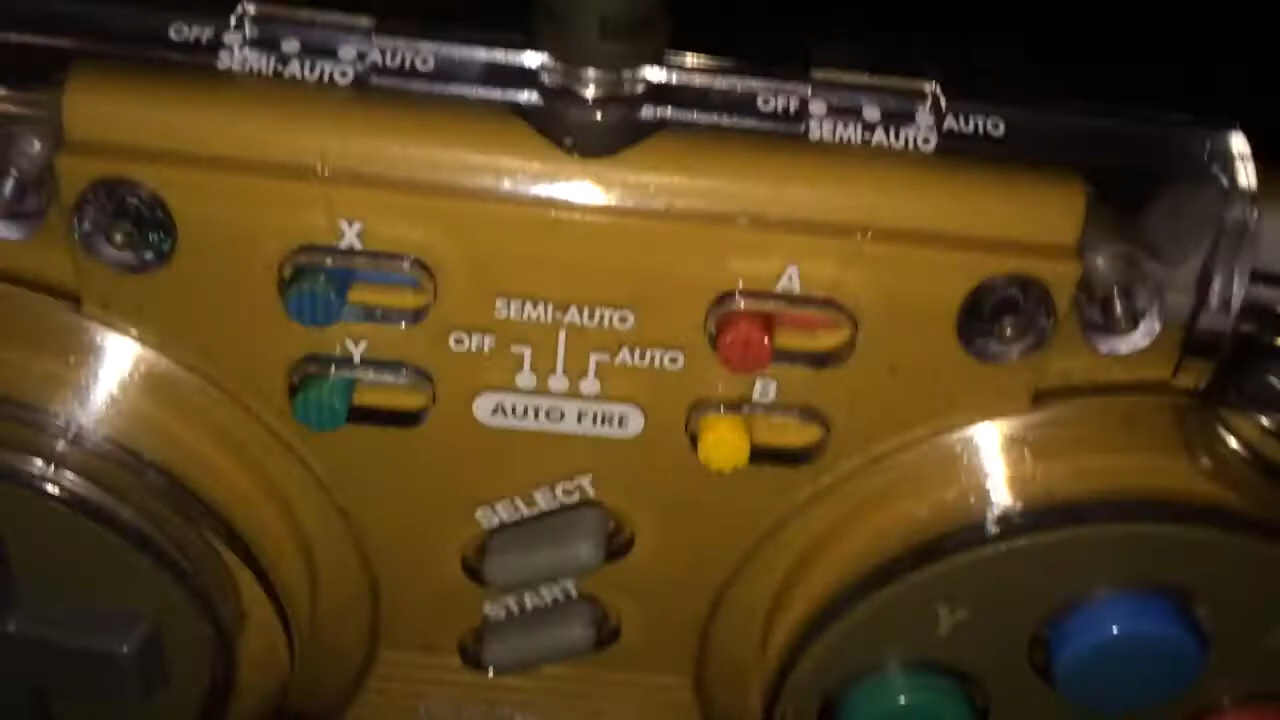 OFF
AUTO
SEMI-AUTO
OFF
AUTO
SEMI-AUTO
X
A
SEMI-AUTO
OFF
AUTO
Y
B
AUTO FIRE
SELECT
START
Y